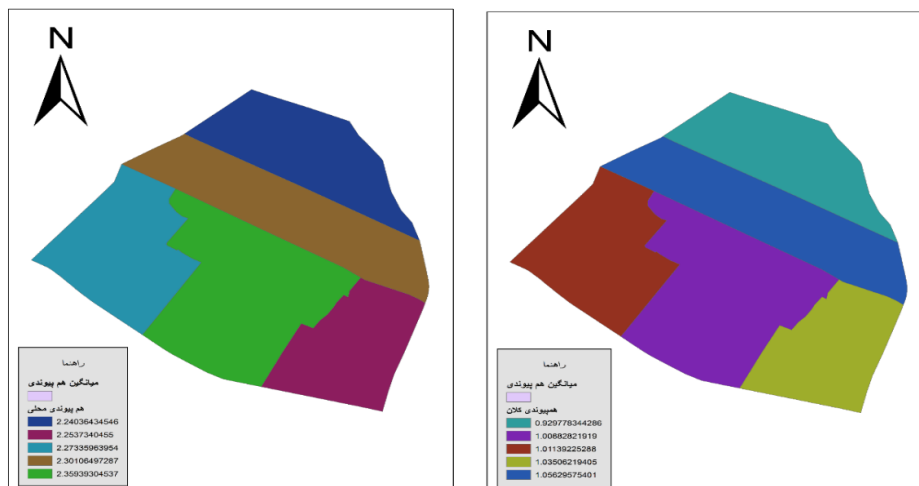 N
راهنما
میانگین هم پیوندی
هم پیوندی محلی
2.24036434546
2.2537340455
2.27335963954
2.30106497287
2.35939304537
N
راهنما
میانگین هم پیوندی
همپیوندی کلان
0.929778344286
1.00682821919
1.01139225288
1.03506219405
1.05629575401